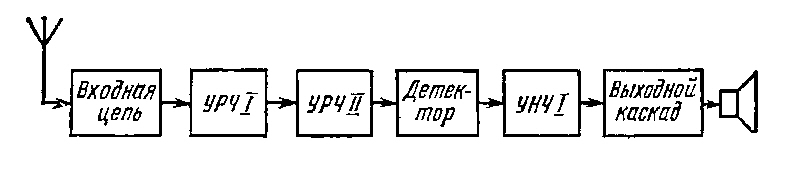 Входная
цепь
УРЧ I
УРЧ II
Детек-
тор
УНЧ I
Выходной
каскад